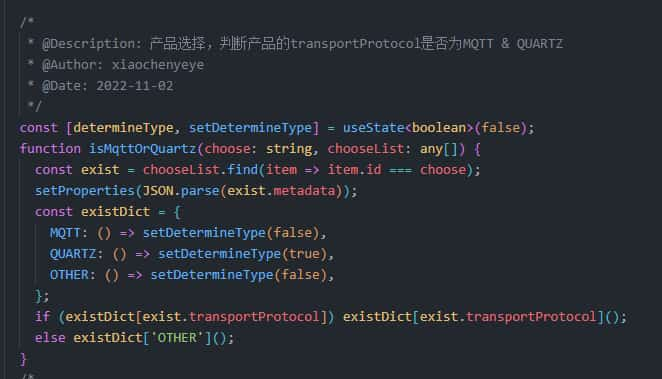 /*
 * @Description: 产品选择，判断产品的transportProtocol是否为MQTT & QUARTZ
 * @Author: xiaochenyeye
 * @Date: 2022-11-02
 */
const [determineType, setDetermineType] = useState<boolean>(false);
function isMqttOrQuartz(choose: string, chooseList: any[]) {
  const exist = chooseList.find(item => item.id === choose);
  setProperties(JSON.parse(exist.metadata));
  const existDict = {
    MQTT: () => setDetermineType(false),
    QUARTZ: () => setDetermineType(true),
    OTHER: () => setDetermineType(false),
  };
  if (existDict[exist.transportProtocol]) existDict[exist.transportProtocol]();
  else existDict['OTHER']();
}
/*